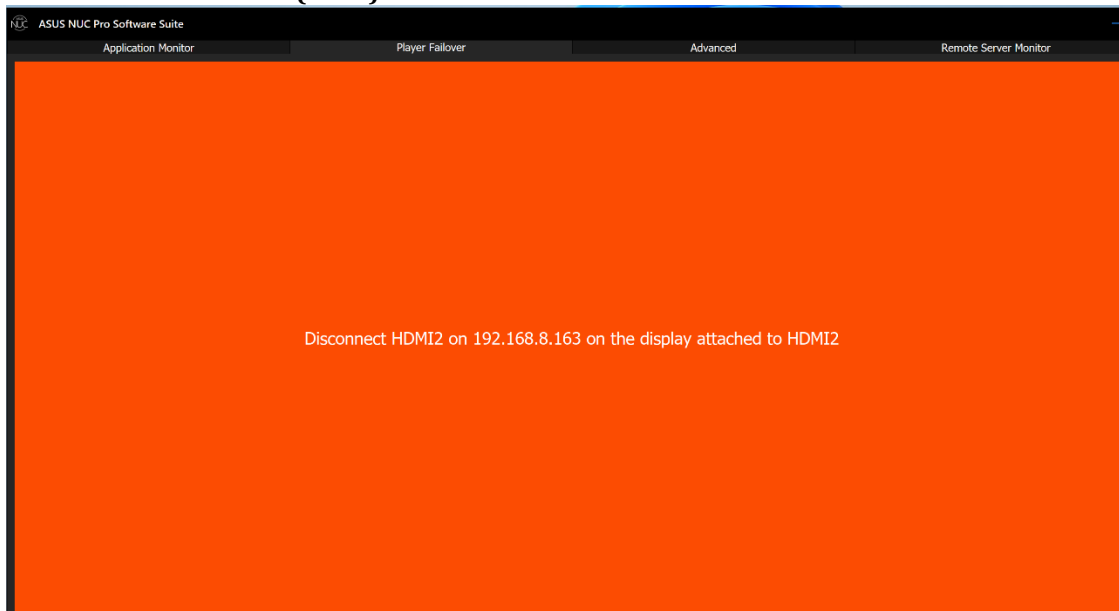 NUC ASUS NUC Pro Software Suite
Application Monitor Player Failover Advanced Remote Server Monitor
Disconnect HDMI2 on 192.168.8.163 on the display attached to HDMI2